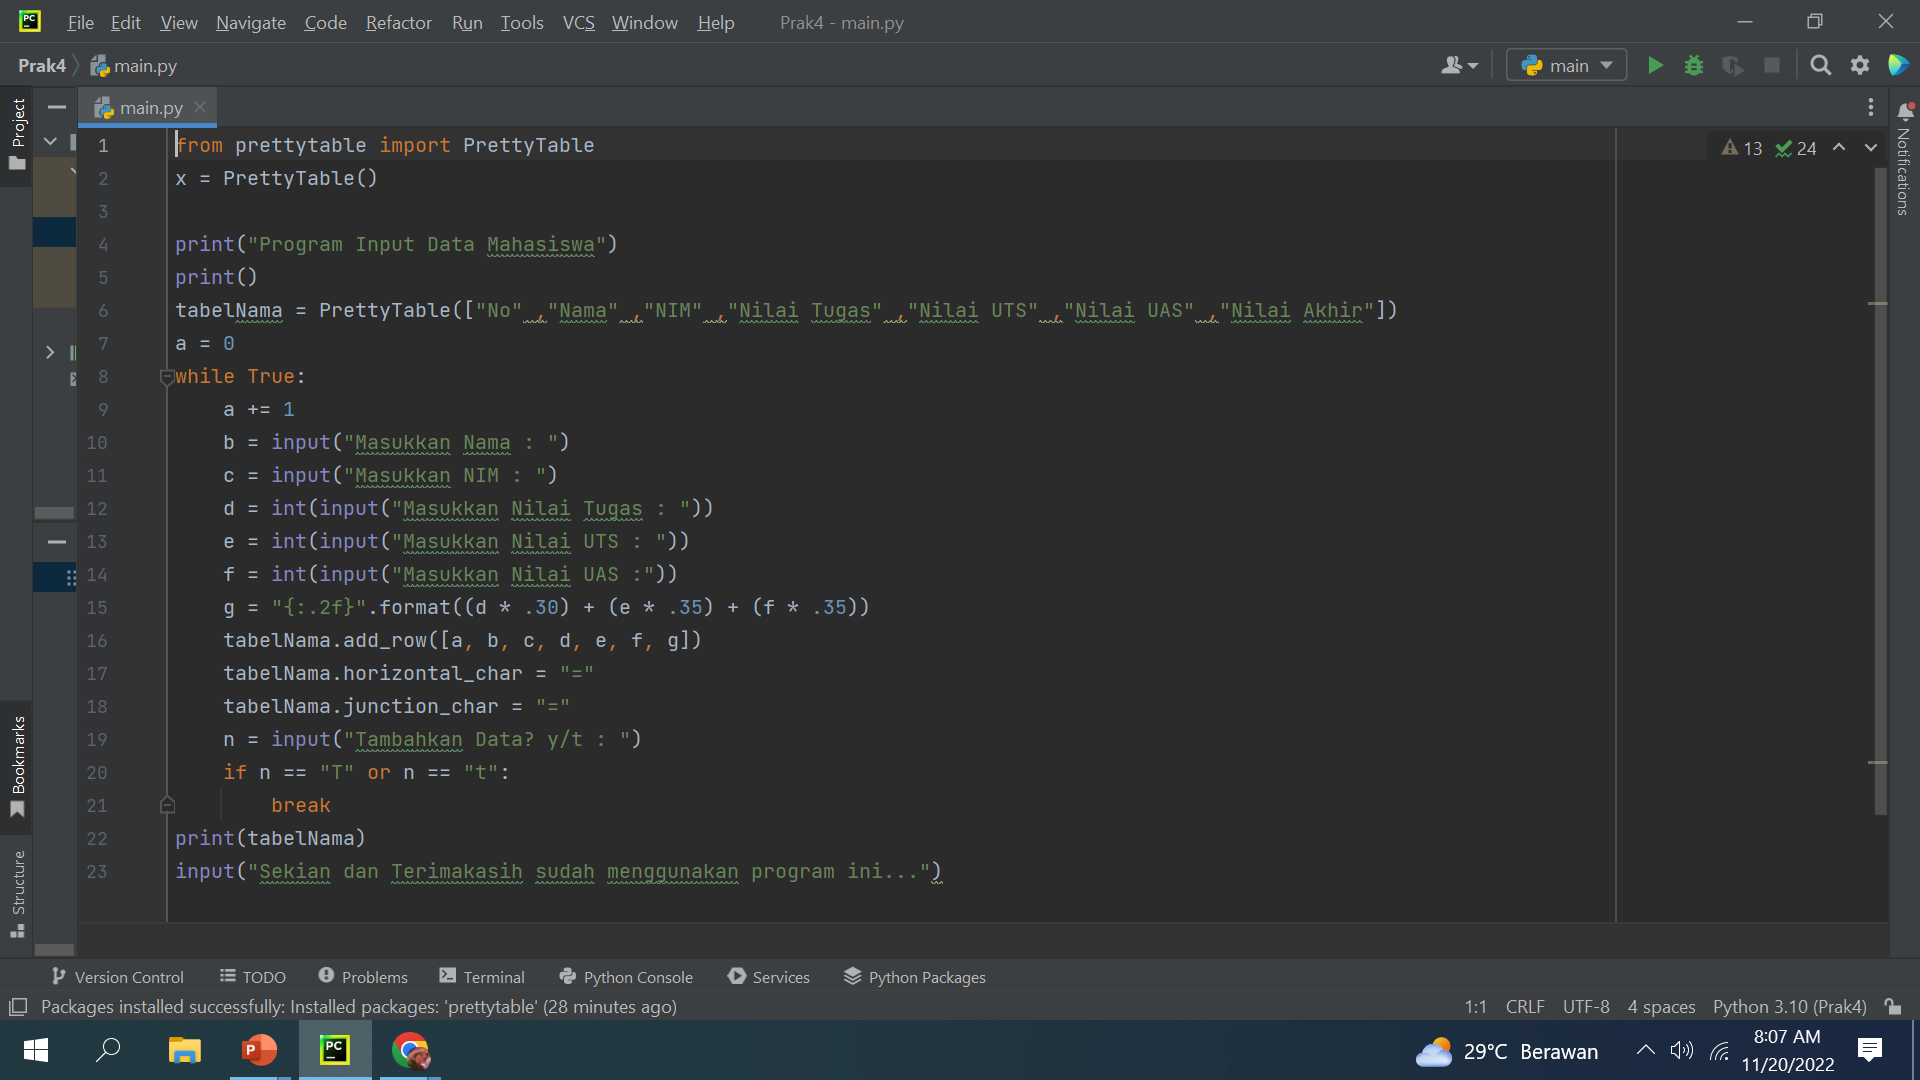 PC File Edit View Navigate Code Refactor Run Tools VCS Window Help Prak4 - main.py
Prak4 main.py main
Project
main.py
Notifications
13 24
1 from prettytable import PrettyTable
2 x = PrettyTable()
3
4 print("Program Input Data Mahasiswa")
5 print()
6 tabelNama = PrettyTable(["No" ,"Nama" ,"NIM" ,"Nilai Tugas" ,"Nilai UTS" ,"Nilai UAS" ,"Nilai Akhir"])
7 a = 0
8 while True:
9 a += 1
10 b = input("Masukkan Nama : ")
11 c = input("Masukkan NIM : ")
12 d = int(input("Masukkan Nilai Tugas : "))
13 e = int(input("Masukkan Nilai UTS : "))
14 f = int(input("Masukkan Nilai UAS :"))
15 g = "{:.2f}".format((d * .30) + (e * .35) + (f * .35))
16 tabelNama.add_row([a, b, c, d, e, f, g])
17 tabelNama.horizontal_char = "="
18 tabelNama.junction_char = "="
19 n = input("Tambahkan Data? y/t : ")
20 if n == "T" or n == "t":
21 break
22 print(tabelNama)
23 input("Sekian dan Terimakasih sudah menggunakan program ini...")
Bookmarks
Structure
Version Control TODO Problems Terminal Python Console Services Python Packages
Packages installed successfully: Installed packages: 'prettytable' (28 minutes ago) 1:1 CRLF UTF-8 4 spaces Python 3.10 (Prak4)
P PC 29°C Berawan 8:07 AM
11/20/2022